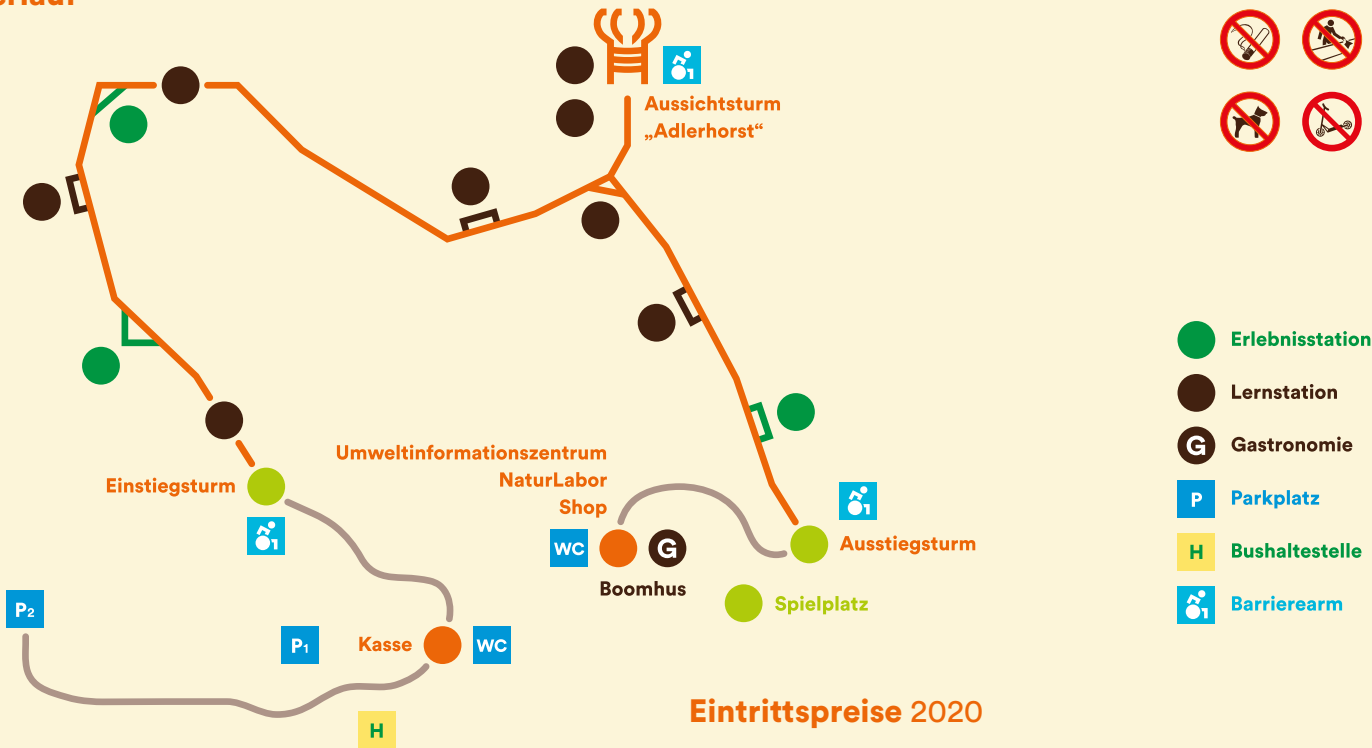 Aussichtsturm
„Adlerhorst“
Umweltinformationszentrum
NaturLabor
Shop
Einstiegsturm
WC
G
Boomhus
Ausstiegsturm
Spielplatz
P2
P1
Kasse
WC
H
Erlebnisstation
Lernstation
G Gastronomie
P Parkplatz
H Bushaltestelle
Barrierearm
Eintrittspreise 2020